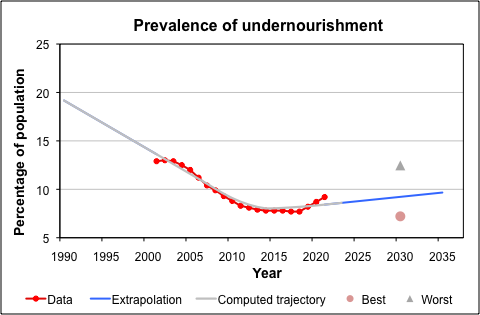 Prevalence of undernourishment
Percentage of population
25
20
15
10
5
1990 1995 2000 2005 2010 2015 2020 2025 2030 2035
Year
Data Extrapolation Computed trajectory Best Worst